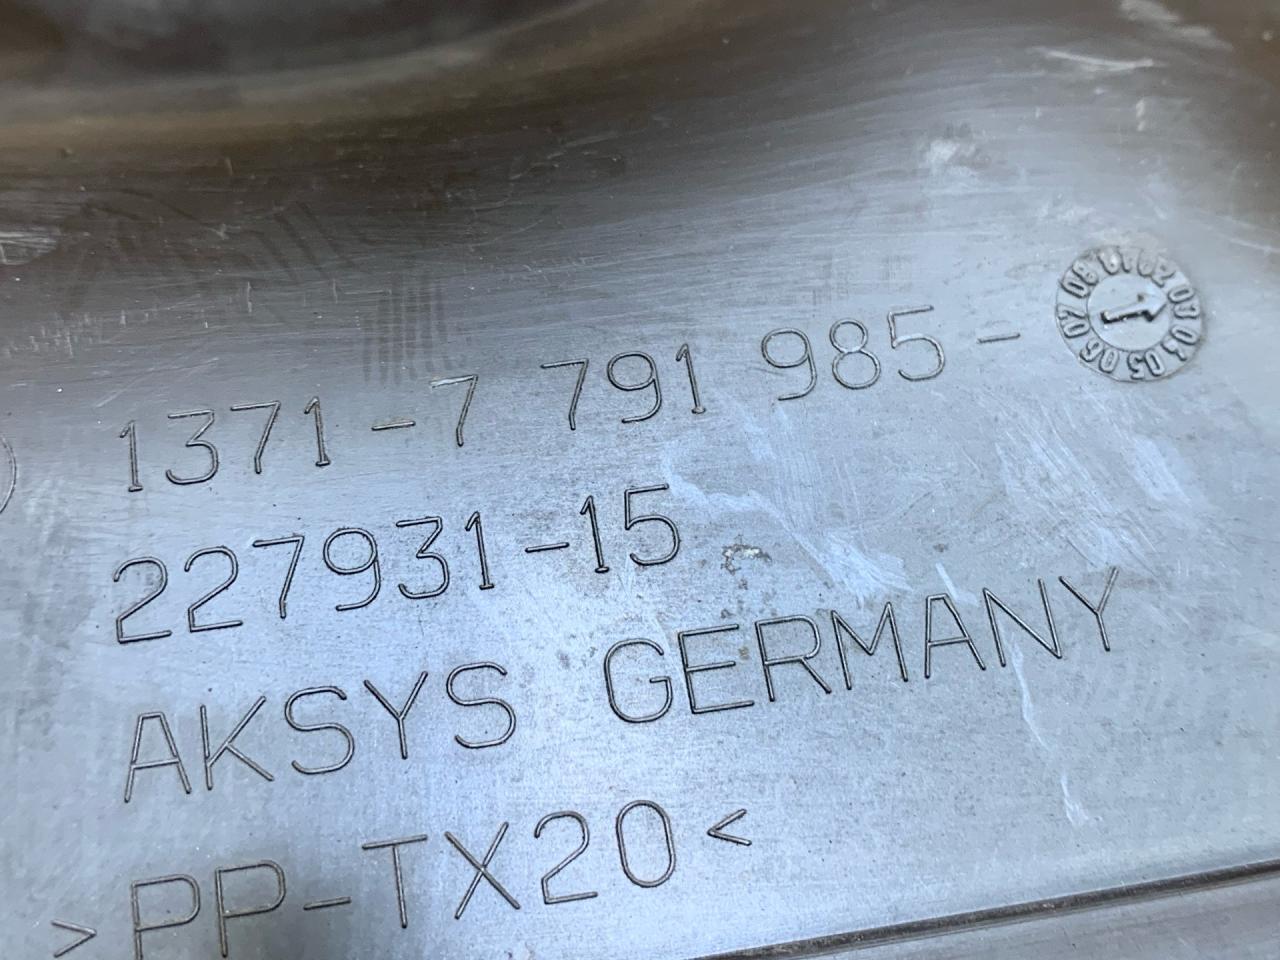 1371-7 791 985-
227931-15
AKSYS GERMANY
>PP-TX20<